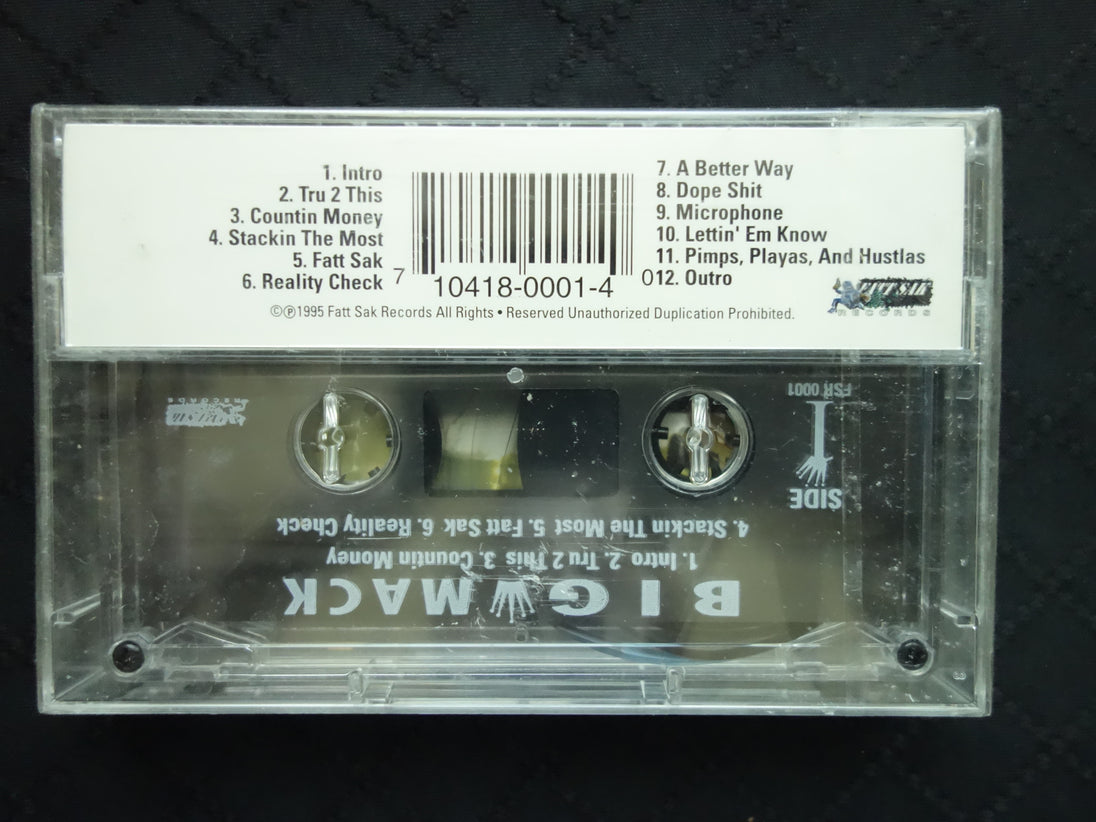 1. Intro
2. Tru 2 This
3. Countin Money
4. Stackin The Most
5. Fatt Sak
6. Reality Check
7 10418-0001-4 0
7. A Better Way
8. Dope Shit
9. Microphone
10. Lettin' Em Know
11. Pimps, Playas, And Hustlas
12. Outro
FATT SAK
RECORDS
©℗1995 Fatt Sak Records All Rights • Reserved Unauthorized Duplication Prohibited.
BIG MACK
1. Intro 2. Tru 2 This 3. Countin Money
4. Stackin The Most 5. Fatt Sak 6. Reality Check
SIDE
1
FSR 0001
RECORDS